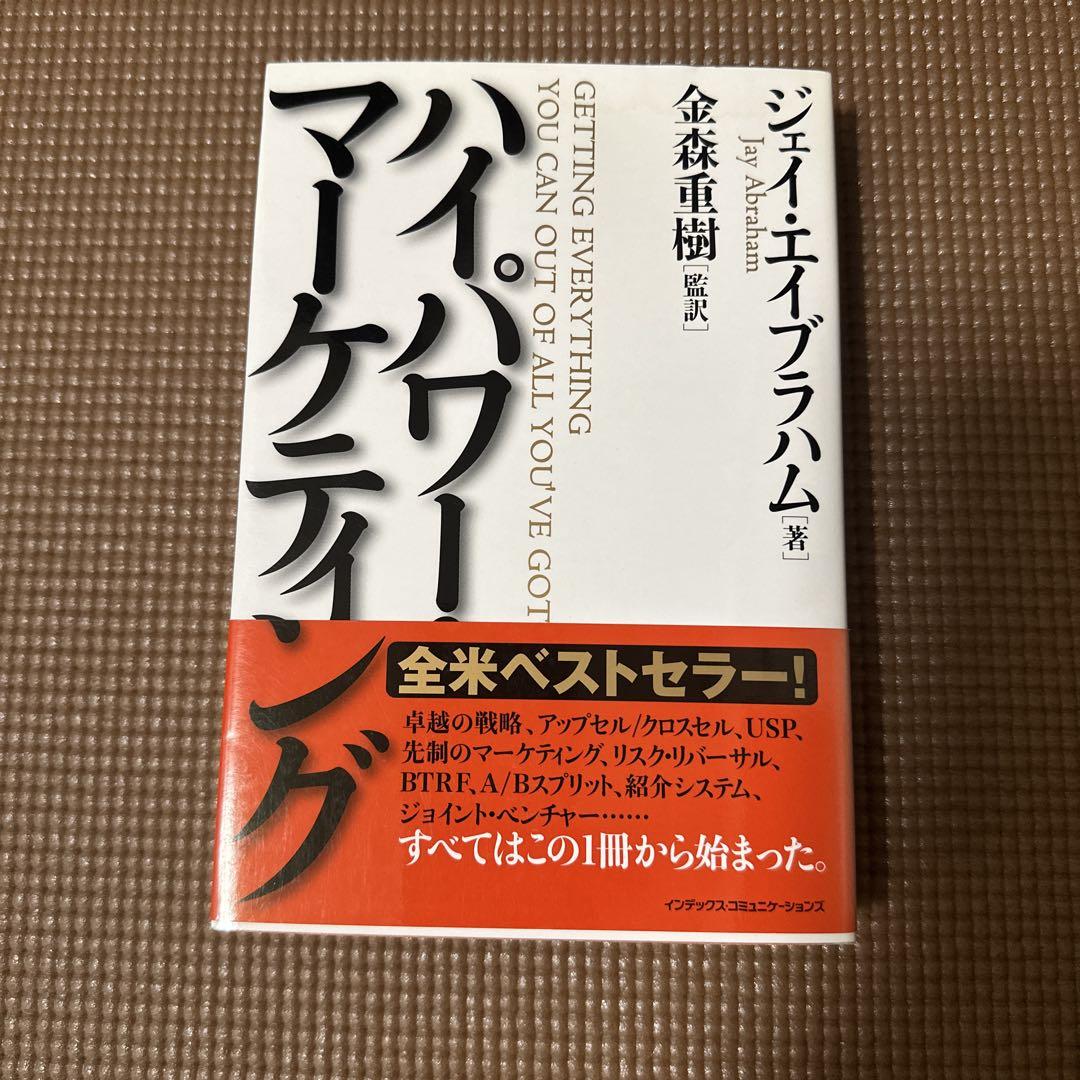 ジェイ・エイブラハム[著]
Jay Abraham
金森重樹[監訳]
GETTING EVERYTHING
YOU CAN OUT OF ALL YOU'VE GOT
ハイパワー・
マーケティング
全米ベストセラー!
卓越の戦略、アップセル/クロスセル、USP、
先制のマーケティング、リスク・リバーサル、
BTRF、A/Bスプリット、紹介システム、
ジョイント・ベンチャー……
すべてはこの1冊から始まった。
インデックス・コミュニケーションズ